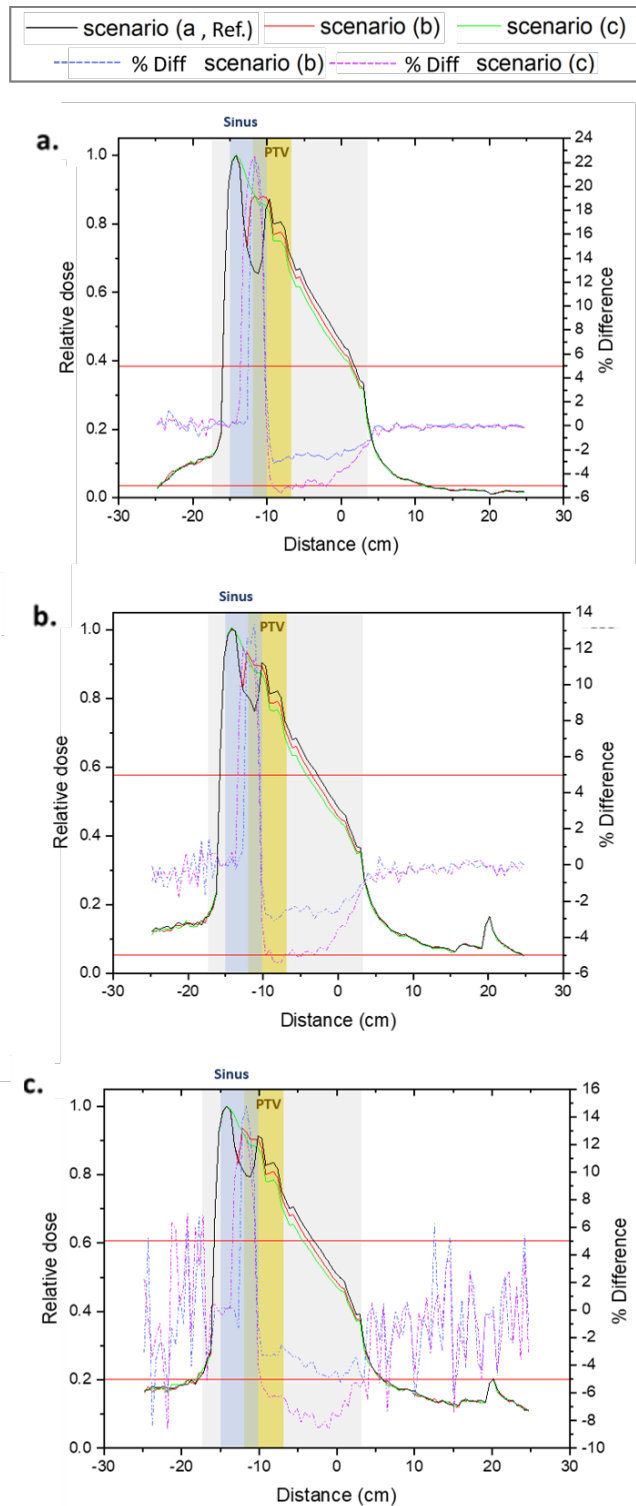 scenario (a , Ref.) scenario (b) scenario (c)
% Diff scenario (b) % Diff scenario (c)
a.
Sinus
PTV
1.0
0.8
0.6
0.4
0.2
0.0
Relative dose
24
22
20
18
16
14
12
10
8
6
4
2
0
-2
-4
-6
% Difference
-30 -20 -10 0 10 20 30
Distance (cm)
b.
Sinus
PTV
1.0
0.8
0.6
0.4
0.2
0.0
Relative dose
14
12
10
8
6
4
2
0
-2
-4
-6
% Difference
-30 -20 -10 0 10 20 30
Distance (cm)
c.
Sinus
PTV
1.0
0.8
0.6
0.4
0.2
0.0
Relative dose
16
14
12
10
8
6
4
2
0
-2
-4
-6
-8
-10
% Difference
-30 -20 -10 0 10 20 30
Distance (cm)